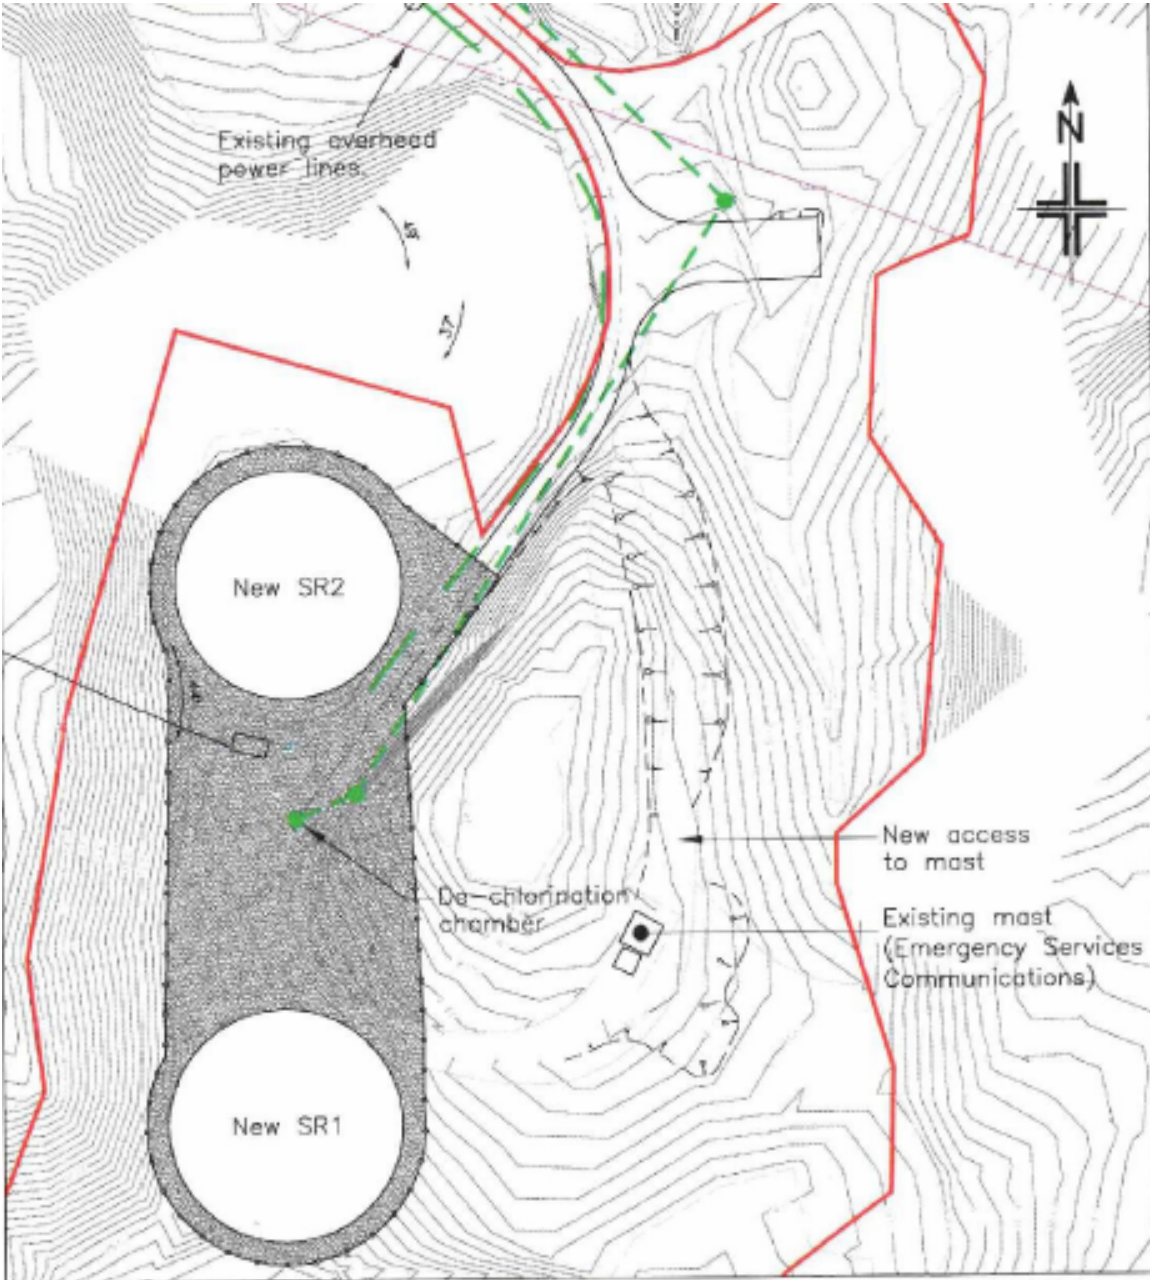 Existing overhead
power lines.
N
New SR2
New access
to mast
De-chlorination
chamber
Existing mast
(Emergency Services
Communications)
New SR1